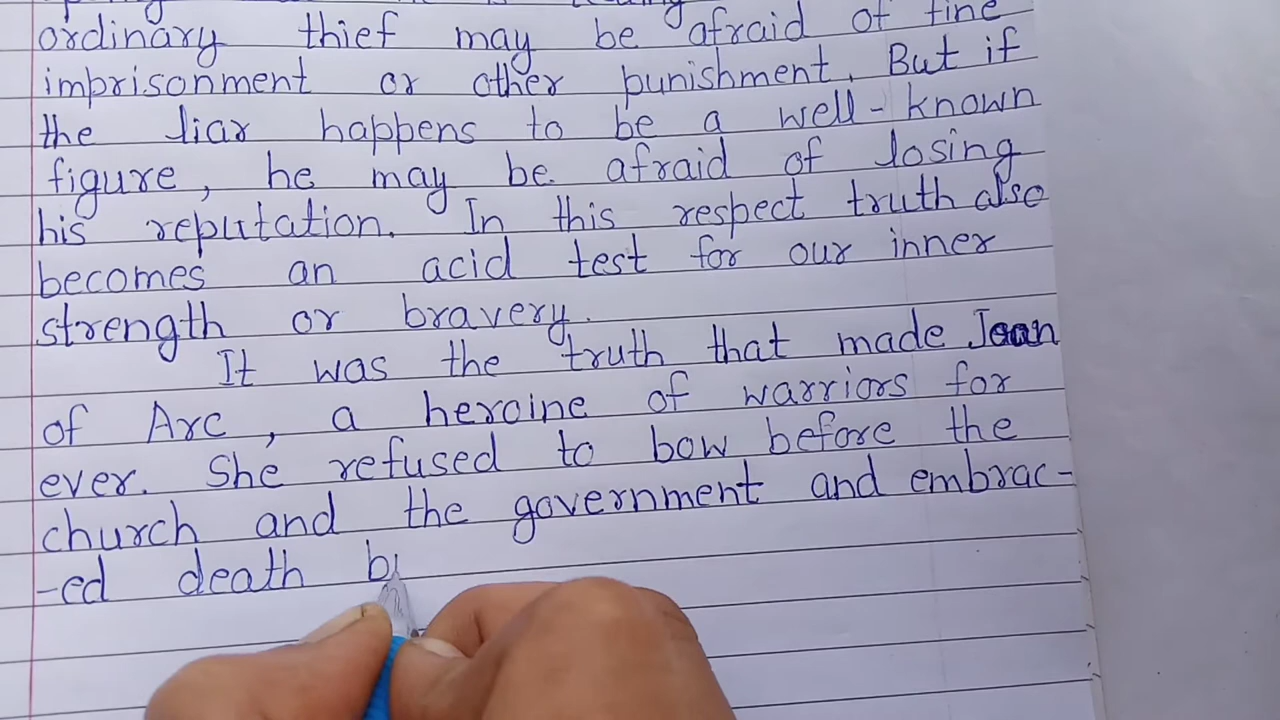 ordinary thief may be afraid of fine
imprisonment or other punishment. But if
the liar happens to be a well-known
figure, he may be afraid of losing
his reputation. In this respect truth also
becomes an acid test for our inner
strength or bravery.
It was the truth that made Joan
of Arc, a heroine of warriors for
ever. She refused to bow before the
church and the government and embrac-
-ed death